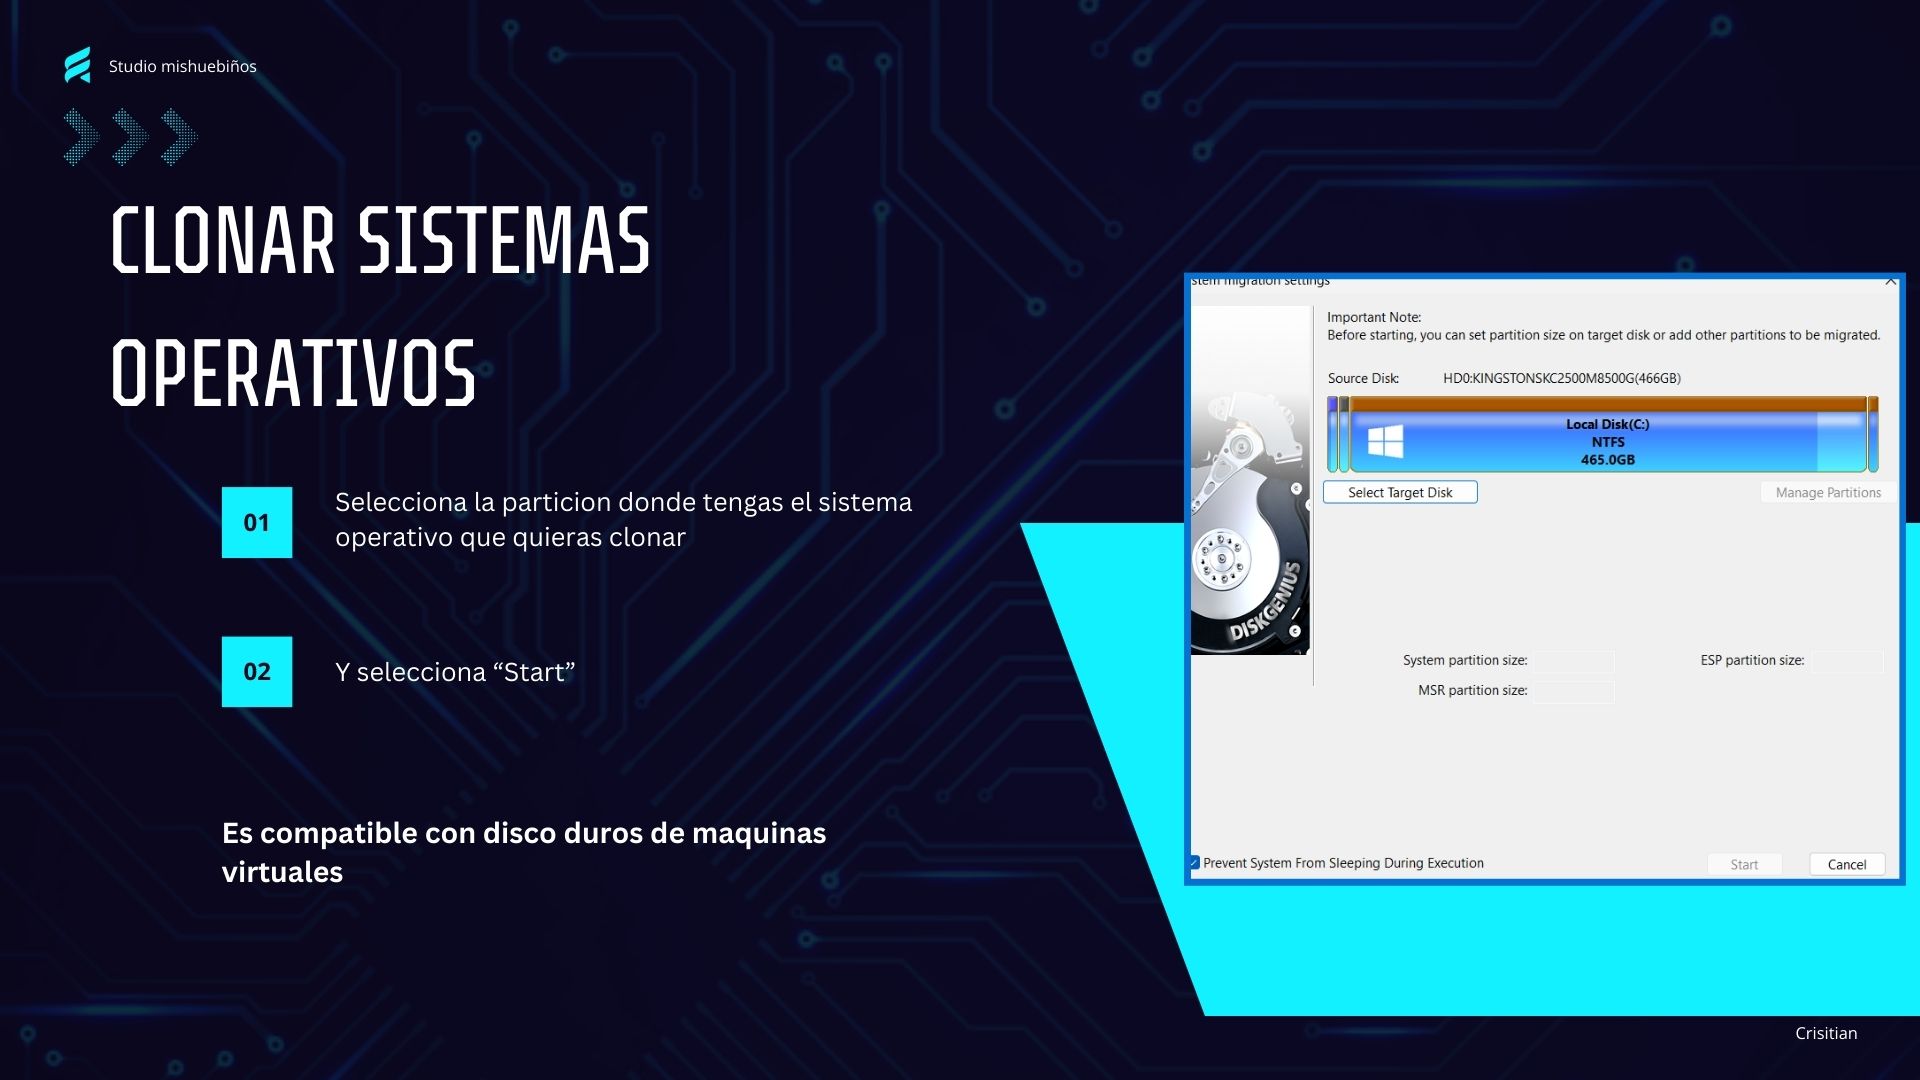 Studio mishuebiños
CLONAR SISTEMAS
OPERATIVOS
01
Selecciona la particion donde tengas el sistema
operativo que quieras clonar
02
Y selecciona “Start”
Es compatible con disco duros de maquinas
virtuales
stem migration settings
Important Note:
Before starting, you can set partition size on target disk or add other partitions to be migrated.
Source Disk: HD0:KINGSTONSKC2500M8500G(466GB)
Local Disk(C:)
NTFS
465.0GB
Select Target Disk
Manage Partitions
DISKGENIUS
System partition size:
ESP partition size:
MSR partition size:
Prevent System From Sleeping During Execution
Start
Cancel
Crisitian